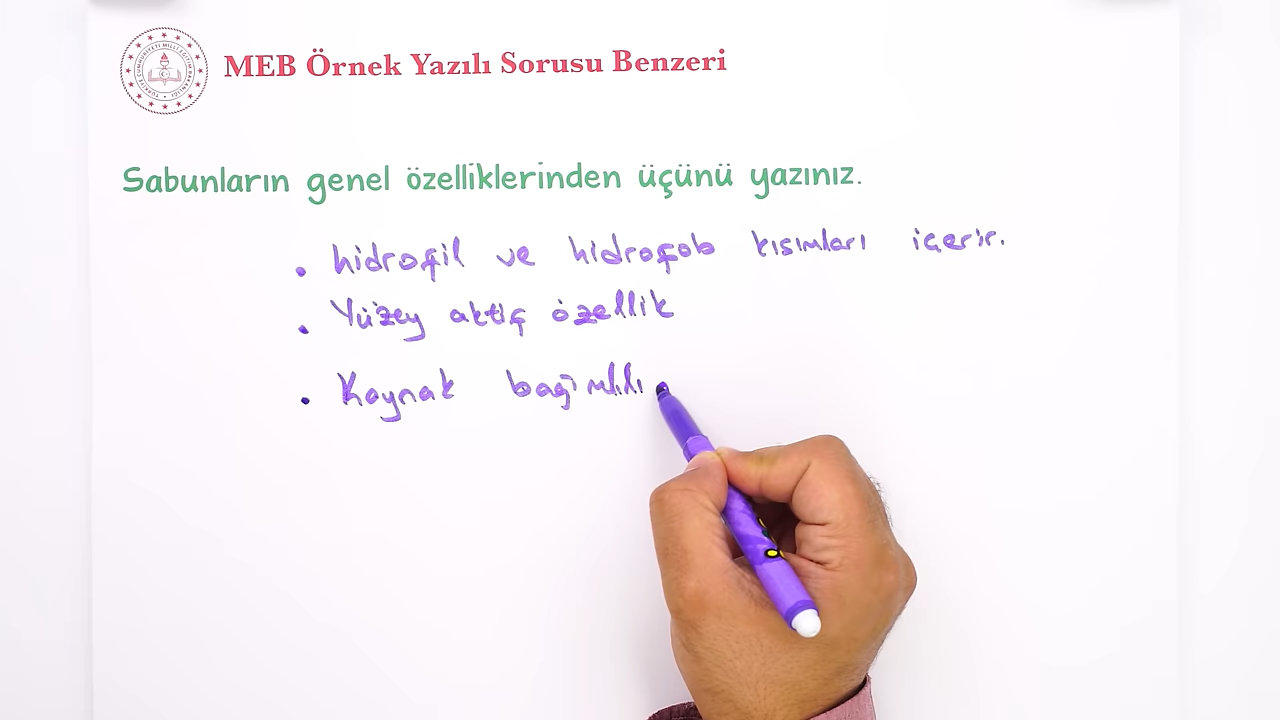 MEB Örnek Yazılı Sorusu Benzeri
Sabunların genel özelliklerinden üçünü yazınız.
• hidrofil ve hidrofob kısımları içerir.
• Yüzey aktif özellik
• Kaynak bağımlılı